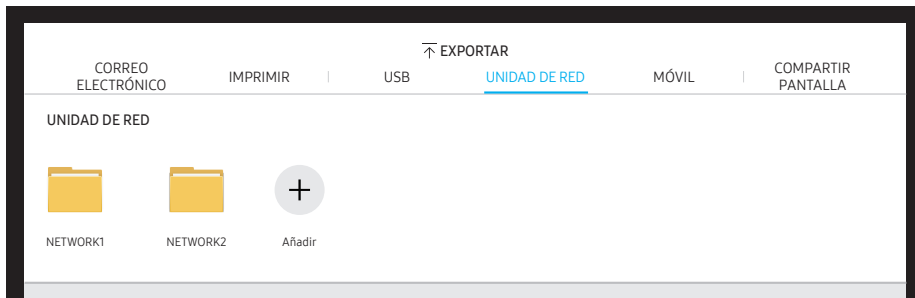 EXPORTAR
CORREO
ELECTRÓNICO
IMPRIMIR
USB
UNIDAD DE RED
MÓVIL
COMPARTIR
PANTALLA
UNIDAD DE RED
NETWORK1
NETWORK2
Añadir